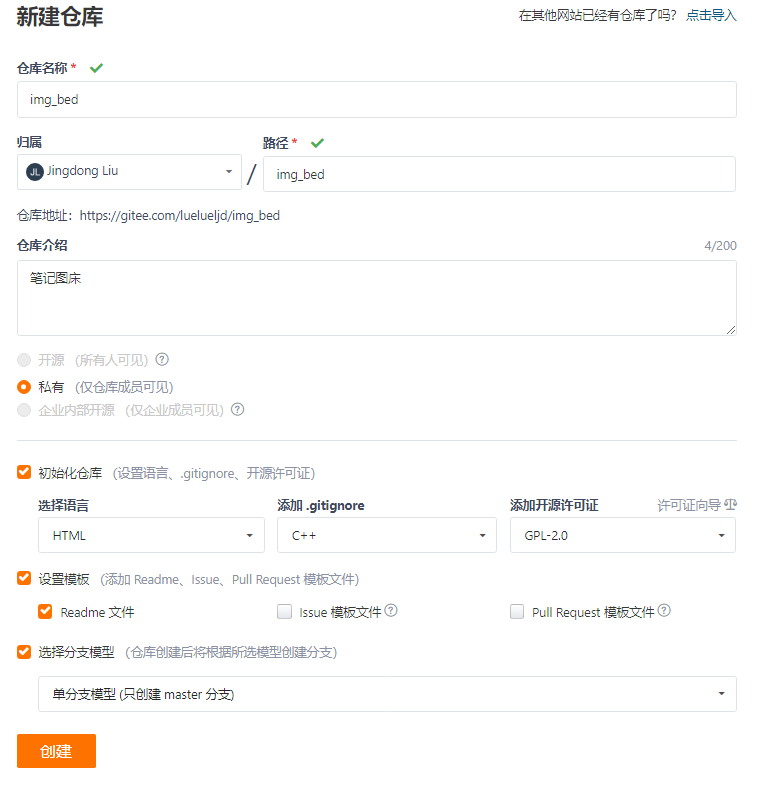 新建仓库
在其他网站已经有仓库了吗? 点击导入
仓库名称 *
img_bed
归属
路径 *
JL Jingdong Liu / img_bed
仓库地址: https://gitee.com/luelueljd/img_bed
仓库介绍 4/200
笔记图床
开源 (所有人可见) ?
私有 (仅仓库成员可见)
企业内部开源 (仅企业成员可见) ?
初始化仓库 (设置语言、.gitignore、开源许可证)
选择语言 添加 .gitignore 添加开源许可证 许可证向导
HTML C++ GPL-2.0
设置模板 (添加 Readme、Issue、Pull Request 模板文件)
Readme 文件 Issue 模板文件 ? Pull Request 模板文件 ?
选择分支模型 (仓库创建后将根据所选模型创建分支)
单分支模型 (只创建 master 分支)
创建